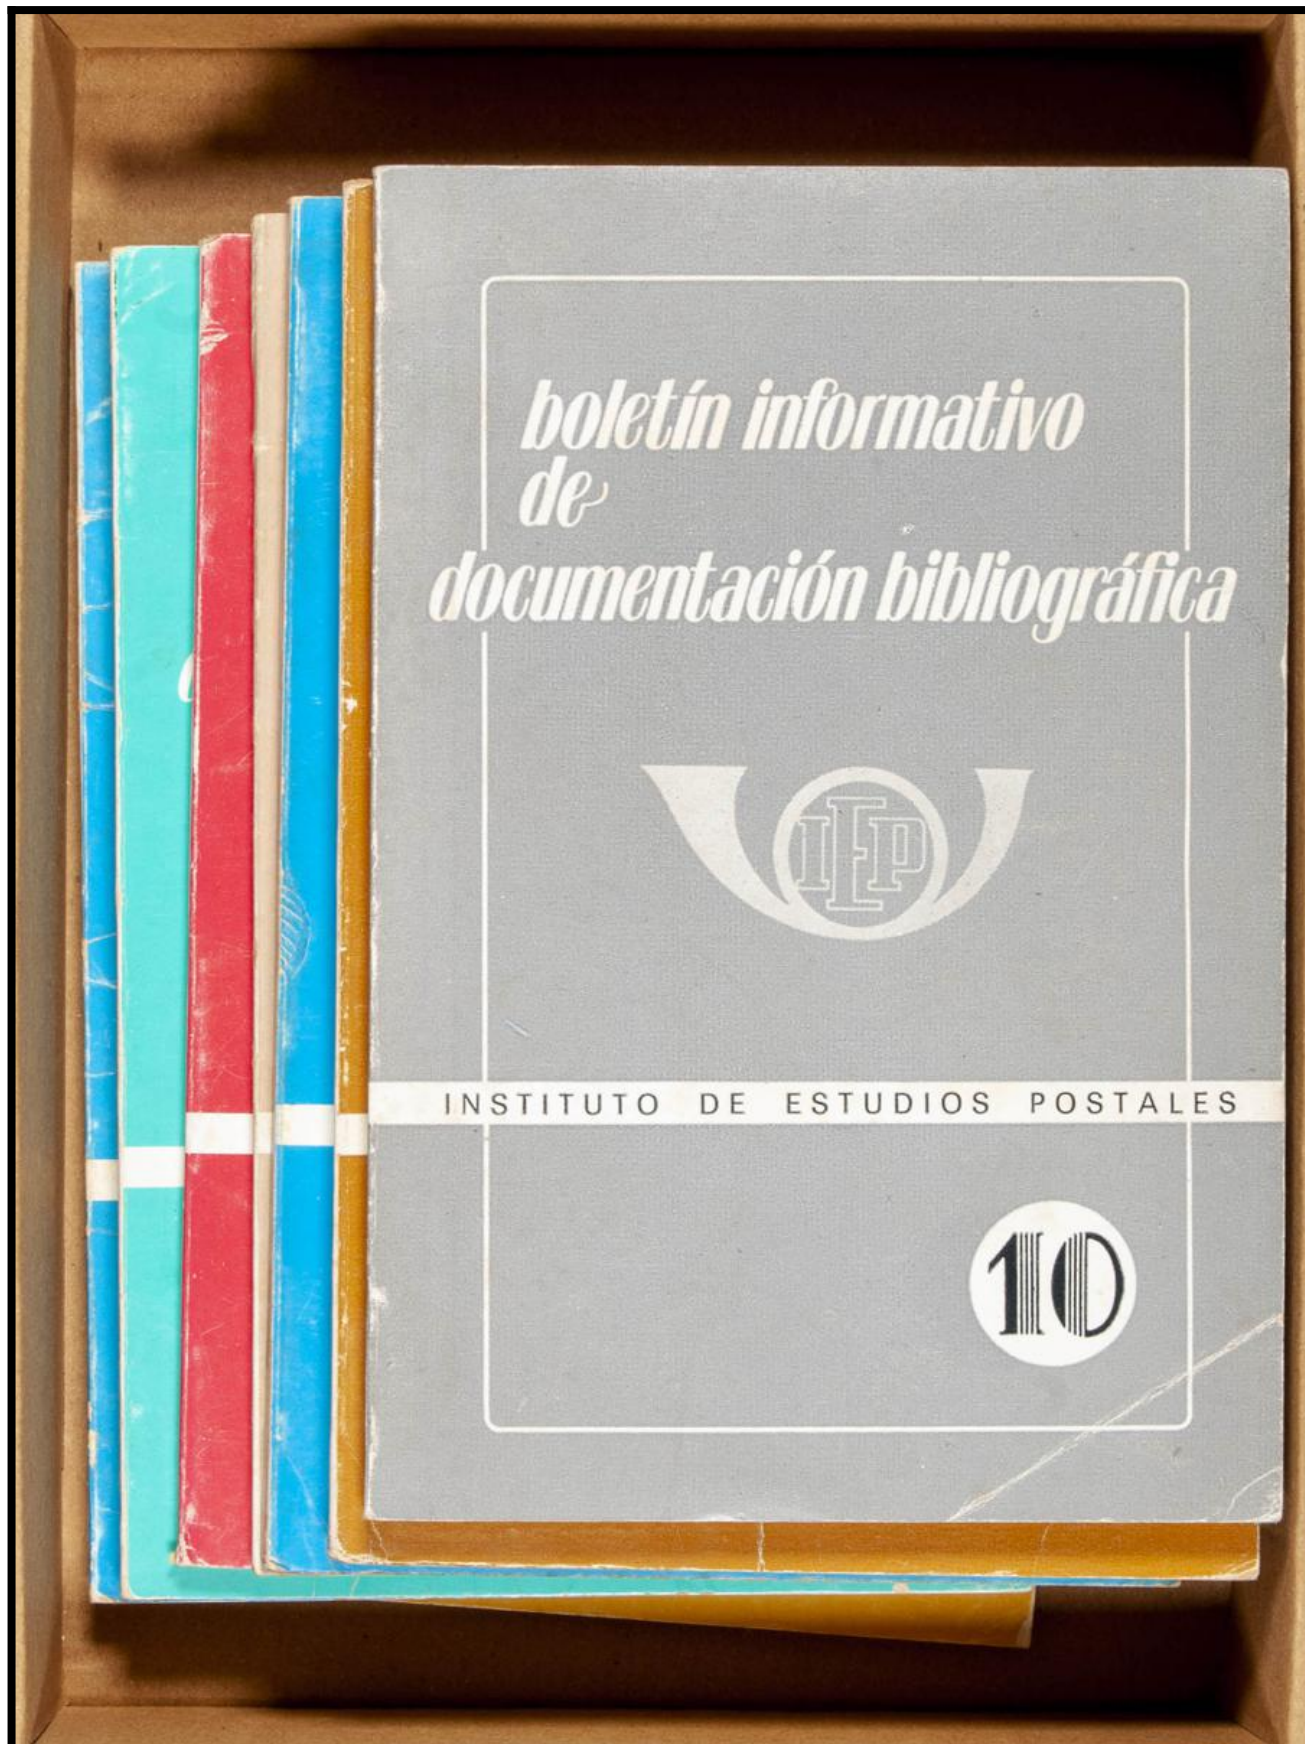 boletín informativo
de
documentación bibliográfica
IEP
INSTITUTO DE ESTUDIOS POSTALES
10